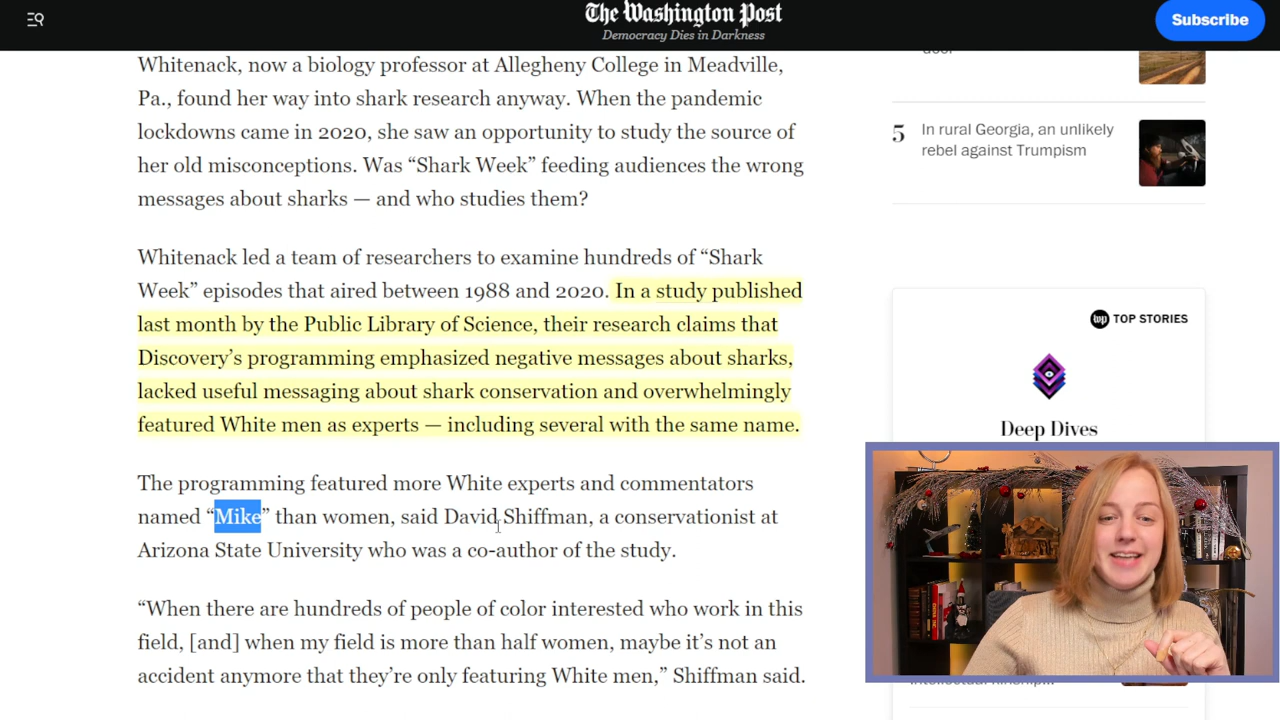 The Washington Post
Democracy Dies in Darkness
Subscribe
Whitenack, now a biology professor at Allegheny College in Meadville,
Pa., found her way into shark research anyway. When the pandemic
lockdowns came in 2020, she saw an opportunity to study the source of
her old misconceptions. Was “Shark Week” feeding audiences the wrong
messages about sharks — and who studies them?
Whitenack led a team of researchers to examine hundreds of “Shark
Week” episodes that aired between 1988 and 2020. In a study published
last month by the Public Library of Science, their research claims that
Discovery’s programming emphasized negative messages about sharks,
lacked useful messaging about shark conservation and overwhelmingly
featured White men as experts — including several with the same name.
The programming featured more White experts and commentators
named “Mike” than women, said David Shiffman, a conservationist at
Arizona State University who was a co-author of the study.
“When there are hundreds of people of color interested who work in this
field, [and] when my field is more than half women, maybe it’s not an
accident anymore that they’re only featuring White men,” Shiffman said.
5
In rural Georgia, an unlikely
rebel against Trumpism
wp TOP STORIES
Deep Dives